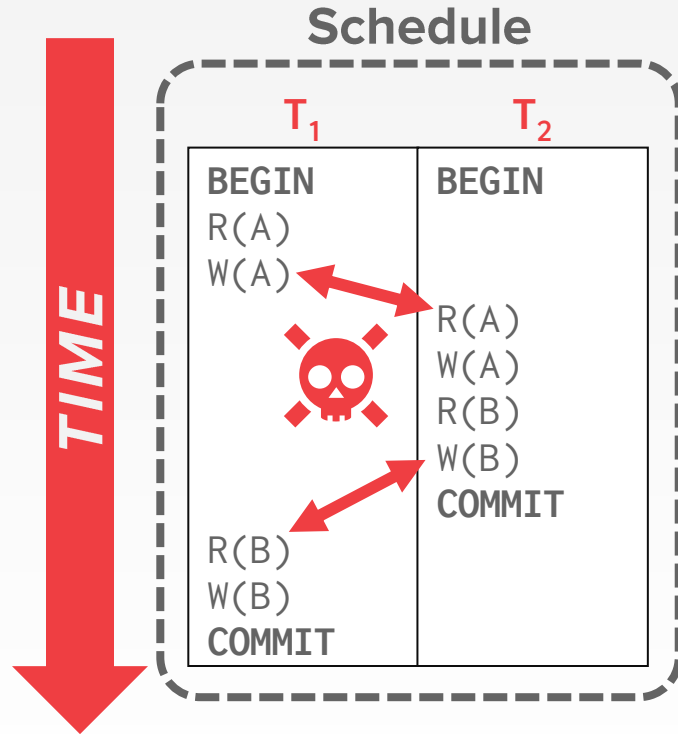 Schedule
TIME
T1 T2
BEGIN BEGIN
R(A)
W(A)
R(A)
W(A)
R(B)
W(B)
COMMIT
R(B)
W(B)
COMMIT